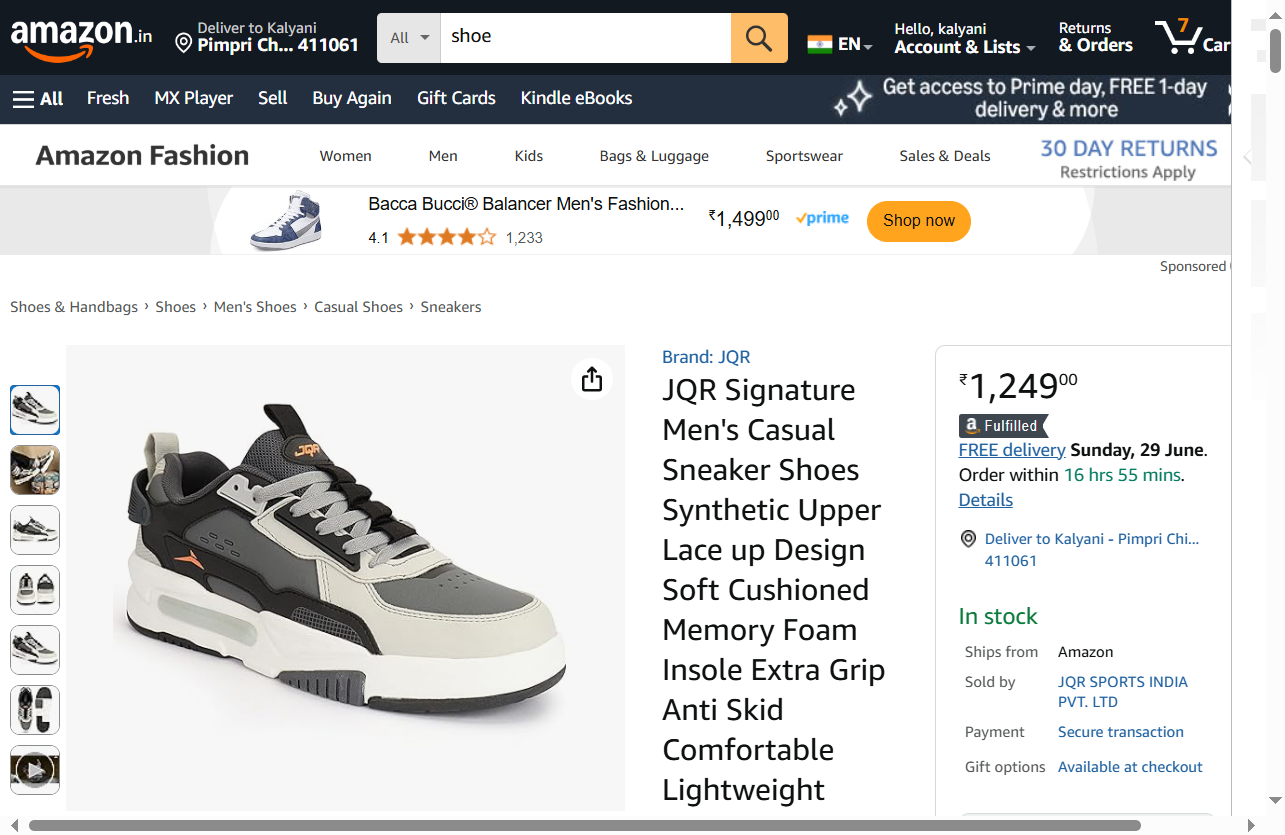 amazon.in
Deliver to Kalyani
Pimpri Ch... 411061
All
shoe
EN
Hello, kalyani
Account & Lists
Returns
& Orders
7
Car
All
Fresh
MX Player
Sell
Buy Again
Gift Cards
Kindle eBooks
Get access to Prime day, FREE 1-day
delivery & more
Amazon Fashion
Women
Men
Kids
Bags & Luggage
Sportswear
Sales & Deals
30 DAY RETURNS
Restrictions Apply
Bacca Bucci® Balancer Men's Fashion...
4.1
1,233
₹1,49900
prime
Shop now
Sponsored
Shoes & Handbags › Shoes › Men's Shoes › Casual Shoes › Sneakers
JQR
Brand: JQR
JQR Signature
Men's Casual
Sneaker Shoes
Synthetic Upper
Lace up Design
Soft Cushioned
Memory Foam
Insole Extra Grip
Anti Skid
Comfortable
Lightweight
₹1,24900
a Fulfilled
FREE delivery Sunday, 29 June.
Order within 16 hrs 55 mins.
Details
Deliver to Kalyani - Pimpri Chi...
411061
In stock
Ships from Amazon
Sold by JQR SPORTS INDIA
PVT. LTD
Payment Secure transaction
Gift options Available at checkout